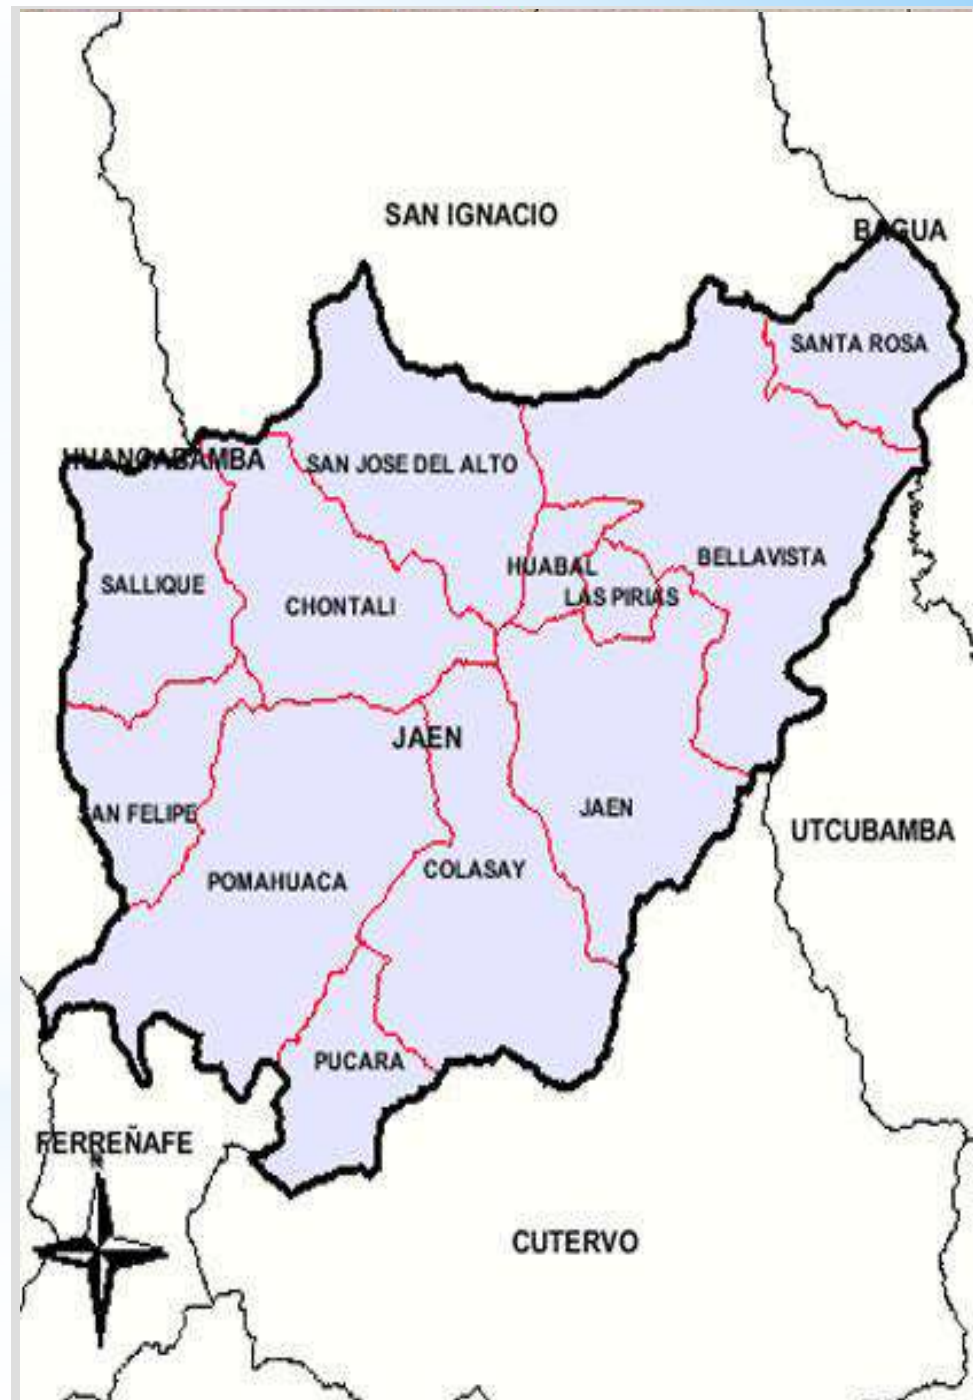 SAN IGNACIO
BAGUA
SANTA ROSA
HUANCABAMBA
SAN JOSE DEL ALTO
SALLIQUE
CHONTALI
HUABAL
LAS PIRIAS
BELLAVISTA
JAEN
AN FELIPE
JAEN
UTCUBAMBA
POMAHUACA
COLASAY
PUCARA
FERREÑAFE
N
CUTERVO